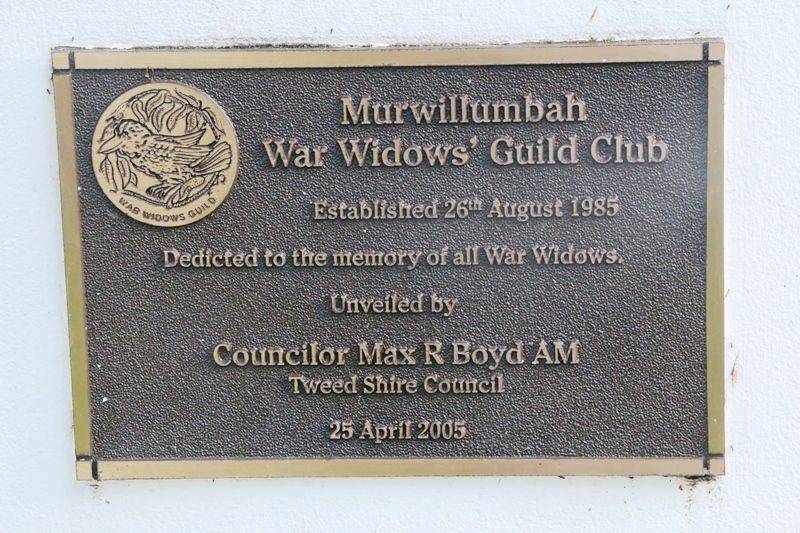 Murwillumbah
War Widows' Guild Club
WAR WIDOWS GUILD
Established 26th August 1985
Dedicted to the memory of all War Widows.
Unveiled by
Councilor Max R Boyd AM
Tweed Shire Council
25 April 2005